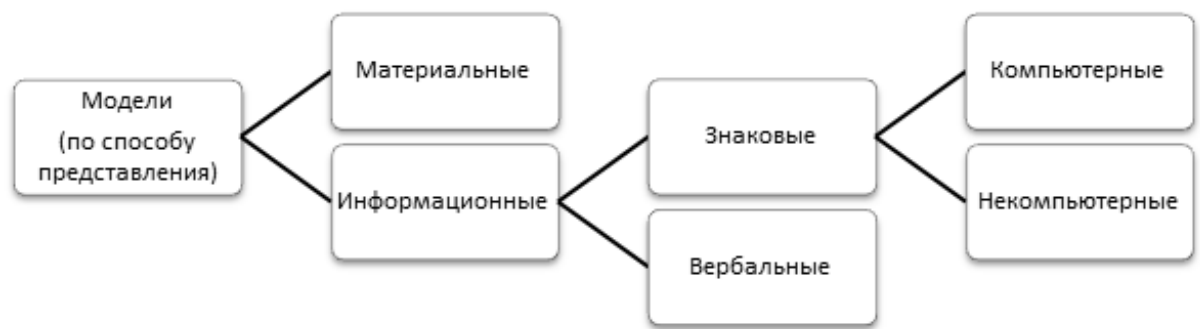 Модели
(по способу
представления)
Материальные
Информационные
Знаковые
Вербальные
Компьютерные
Некомпьютерные